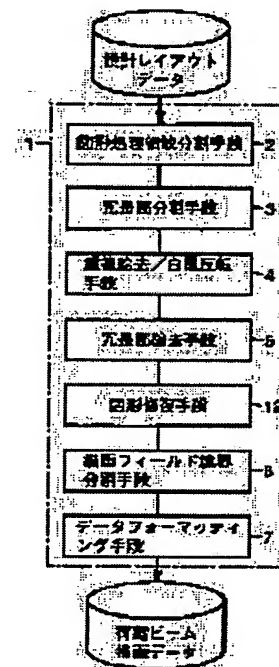 設計レイアウト
データ
1
図形処理領域分割手段
2
冗長部分割手段
3
重複除去/白黒反転
手段
4
冗長部除去手段
5
図形修復手段
12
描画フィールド境界
分割手段
6
データフォーマッティ
ング手段
7
荷電ビーム
描画データ